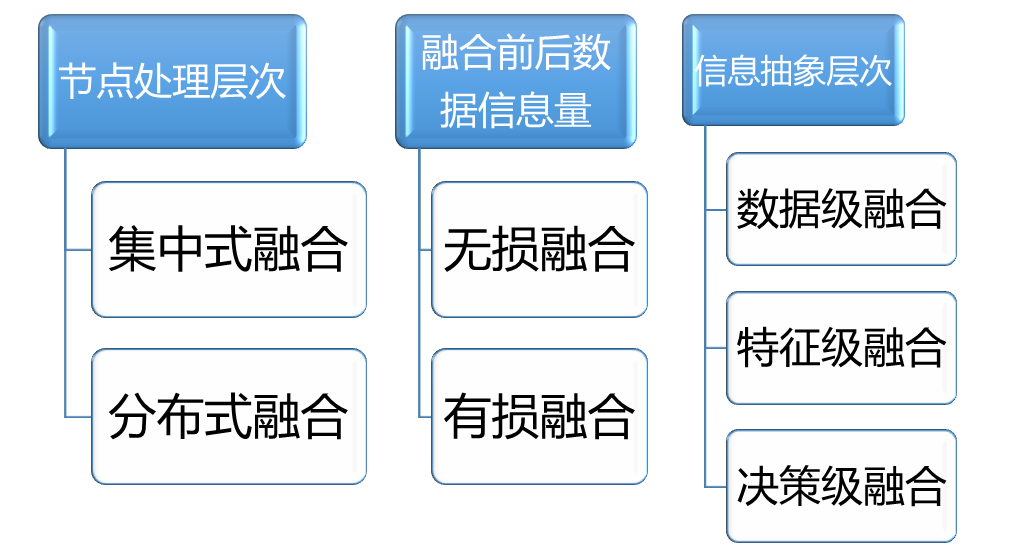 节点处理层次
集中式融合
分布式融合
融合前后数
据信息量
无损融合
有损融合
信息抽象层次
数据级融合
特征级融合
决策级融合